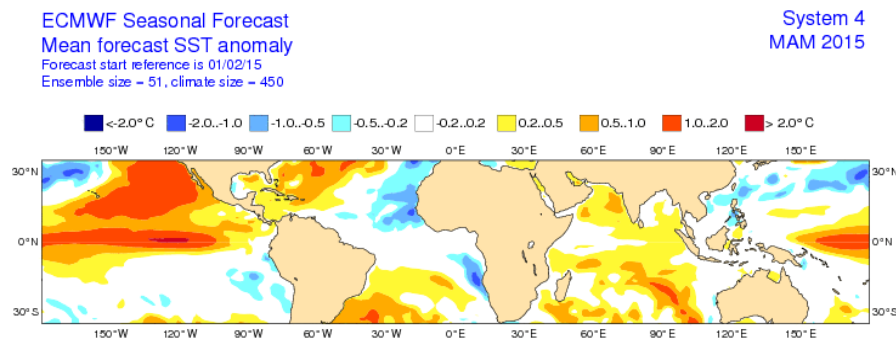 ECMWF Seasonal Forecast
Mean forecast SST anomaly
Forecast start reference is 01/02/15
Ensemble size = 51, climate size = 450
System 4
MAM 2015
<-2.0° C -2.0..-1.0 -1.0..-0.5 -0.5..-0.2 -0.2..0.2 0.2..0.5 0.5..1.0 1.0..2.0 > 2.0° C
150°W 120°W 90°W 60°W 30°W 0°E 30°E 60°E 90°E 120°E 150°E
30°N 30°N
0°N 0°N
30°S 30°S
150°W 120°W 90°W 60°W 30°W 0°E 30°E 60°E 90°E 120°E 150°E